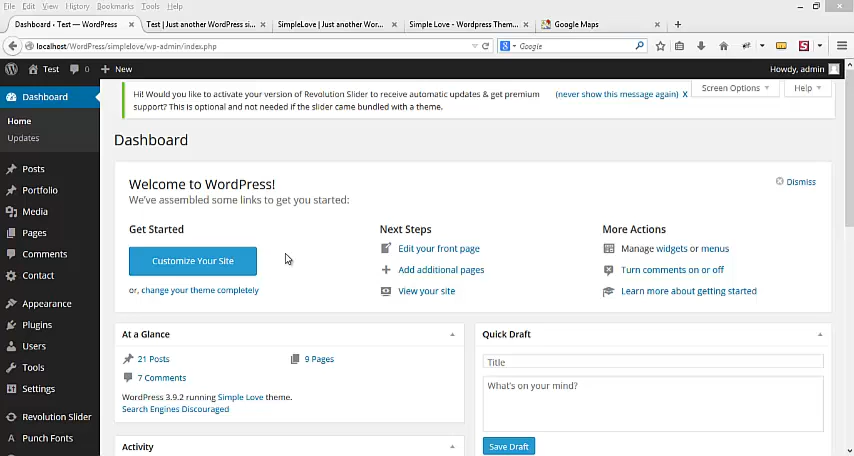 File Edit View History Bookmarks Tools Help
Dashboard ‹ Test — WordPress × Test | Just another WordPress si... × SimpleLove | Just another Wor... × Simple Love - Wordpress Them... × Google Maps ×
localhost/WordPress/simplelove/wp-admin/index.php Google
Test 0 + New Howdy, admin
Dashboard
Home
Updates
Posts
Portfolio
Media
Pages
Comments
Contact
Appearance
Plugins
Users
Tools
Settings
Revolution Slider
Punch Fonts
Hi! Would you like to activate your version of Revolution Slider to receive automatic updates & get premium
support? This is optional and not needed if the slider came bundled with a theme.
(never show this message again) X
Screen Options
Help
Dashboard
Welcome to WordPress!
We've assembled some links to get you started:
Dismiss
Get Started
Customize Your Site
or, change your theme completely
Next Steps
Edit your front page
Add additional pages
View your site
More Actions
Manage widgets or menus
Turn comments on or off
Learn more about getting started
At a Glance
21 Posts
9 Pages
7 Comments
WordPress 3.9.2 running Simple Love theme.
Search Engines Discouraged
Activity
Quick Draft
Title
What's on your mind?
Save Draft